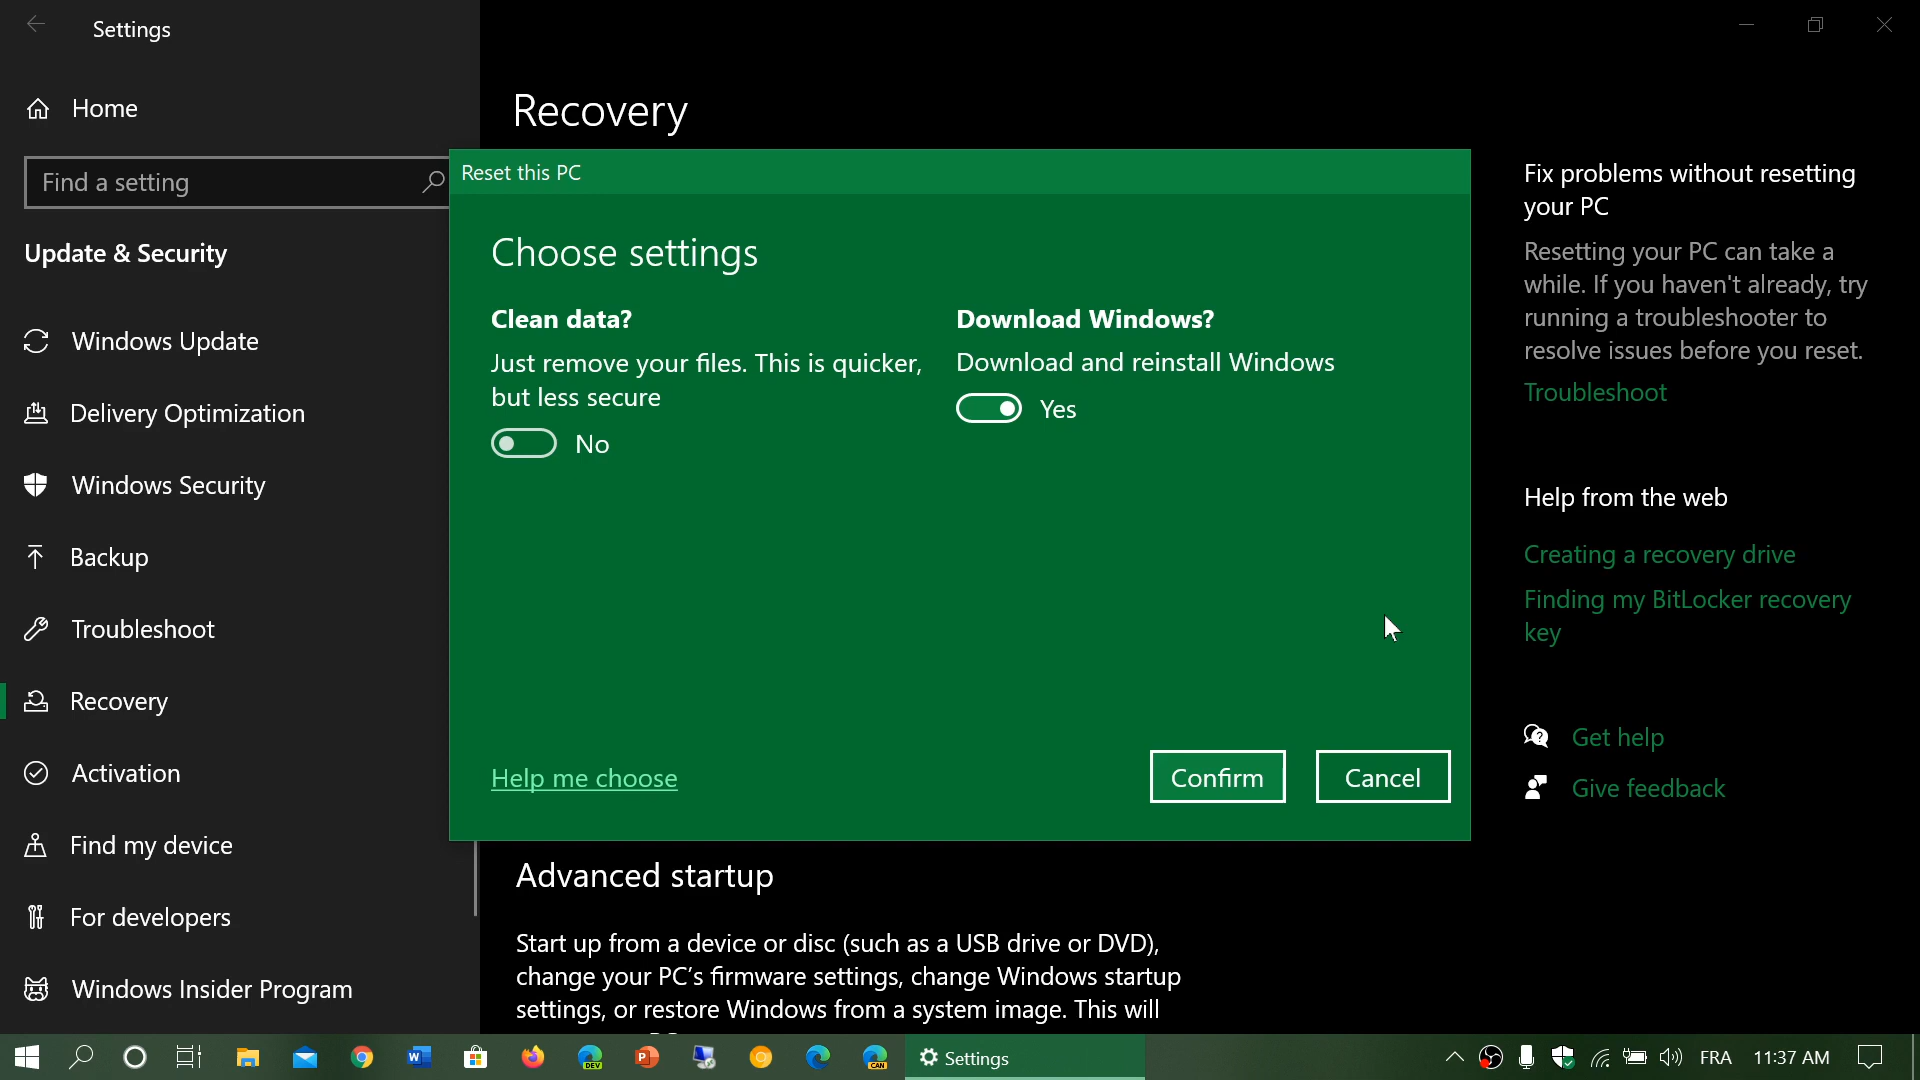 Settings
Home
Find a setting
Update & Security
Windows Update
Delivery Optimization
Windows Security
Backup
Troubleshoot
Recovery
Activation
Find my device
For developers
Windows Insider Program
Recovery
Reset this PC
Choose settings
Clean data?
Just remove your files. This is quicker,
but less secure
No
Download Windows?
Download and reinstall Windows
Yes
Help me choose
Confirm
Cancel
Advanced startup
Start up from a device or disc (such as a USB drive or DVD),
change your PC's firmware settings, change Windows startup
settings, or restore Windows from a system image. This will
Fix problems without resetting
your PC
Resetting your PC can take a
while. If you haven't already, try
running a troubleshooter to
resolve issues before you reset.
Troubleshoot
Help from the web
Creating a recovery drive
Finding my BitLocker recovery
key
Get help
Give feedback
W
DEV
P
CAN
Settings
FRA
11:37 AM